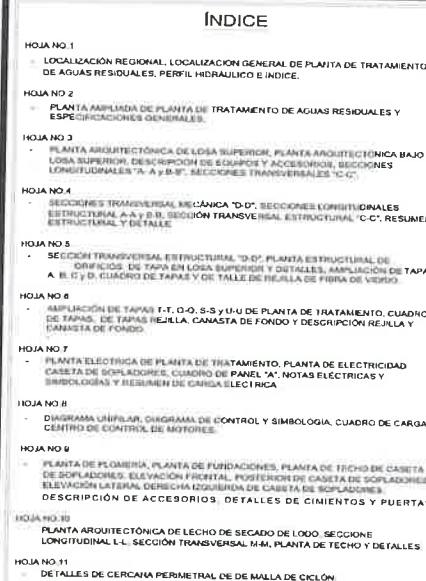 ÍNDICE
HOJA NO.1
LOCALIZACIÓN REGIONAL, LOCALIZACION GENERAL DE PLANTA DE TRATAMIENTO
DE AGUAS RESIDUALES, PERFIL HIDRÁULICO E INDICE.
HOJA NO 2
PLANTA AMPLIADA DE PLANTA DE TRATAMIENTO DE AGUAS RESIDUALES Y
ESPECIFICACIONES GENERALES.
HOJA NO 3
PLANTA ARQUITECTÓNICA DE LOSA SUPERIOR, PLANTA ARQUITECTÓNICA BAJO
LOSA SUPERIOR, DESCRIPCION DE EQUIPOS Y ACCESORIOS, SECCIONES
LONGITUDINALES "A- A y B-B", SECCIONES TRANSVERSALES "C-C".
HOJA NO.4
SECCIONES TRANSVERSAL MECÁNICA "D-D", SECCIONES LONGITUDINALES
ESTRUCTURAL A-A y B-B, SECCIÓN TRANSVERSAL ESTRUCTURAL "C-C", RESUMEN
ESTRUCTURAL Y DETALLE
HOJA NO 5
SECCIÓN TRANSVERSAL ESTRUCTURAL "D-D", PLANTA ESTRUCTURAL DE
ORIFICIOS DE TAPA EN LOSA SUPERIOR Y DETALLES, AMPLIACIÓN DE TAPA
A, B, C y D, CUADRO DE TAPAS Y DE TALLE DE REJILLA DE FIBRA DE VIDRIO.
HOJA NO 6
AMPLIACIÓN DE TAPAS T-T, Q-Q, S-S y U-U DE PLANTA DE TRATAMIENTO, CUADRO
DE TAPAS, DE TAPAS REJILLA, CANASTA DE FONDO Y DESCRIPCIÓN REJILLA Y
CANASTA DE FONDO.
HOJA NO.7
PLANTA ELÉCTRICA DE PLANTA DE TRATAMIENTO, PLANTA DE ELECTRICIDAD
CASETA DE SOPLADORES, CUADRO DE PANEL "A", NOTAS ELÉCTRICAS Y
SIMBOLOGÍAS Y RESUMEN DE CARGA ELECTRICA
HOJA NO 8
DIAGRAMA UNIFILAR, DIAGRAMA DE CONTROL Y SIMBOLOGIA, CUADRO DE CARGA
CENTRO DE CONTROL DE MOTORES.
HOJA NO 9
PLANTA DE PLOMERÍA, PLANTA DE FUNDACIONES, PLANTA DE TECHO DE CASETA
DE SOPLADORES, ELEVACIÓN FRONTAL, POSTERIOR DE CASETA DE SOPLADORES
ELEVACIÓN LATERAL DERECHA IZQUIERDA DE CASETA DE SOPLADORES
DESCRIPCIÓN DE ACCESORIOS, DETALLES DE CIMIENTOS Y PUERTA
HOJA NO.10
PLANTA ARQUITECTÓNICA DE LECHO DE SECADO DE LODO, SECCIONE
LONGITUDINAL L-L, SECCIÓN TRANSVERSAL M-M, PLANTA DE TECHO Y DETALLES
HOJA NO.11
DETALLES DE CERCANA PERIMETRAL DE DE MALLA DE CICLÓN.